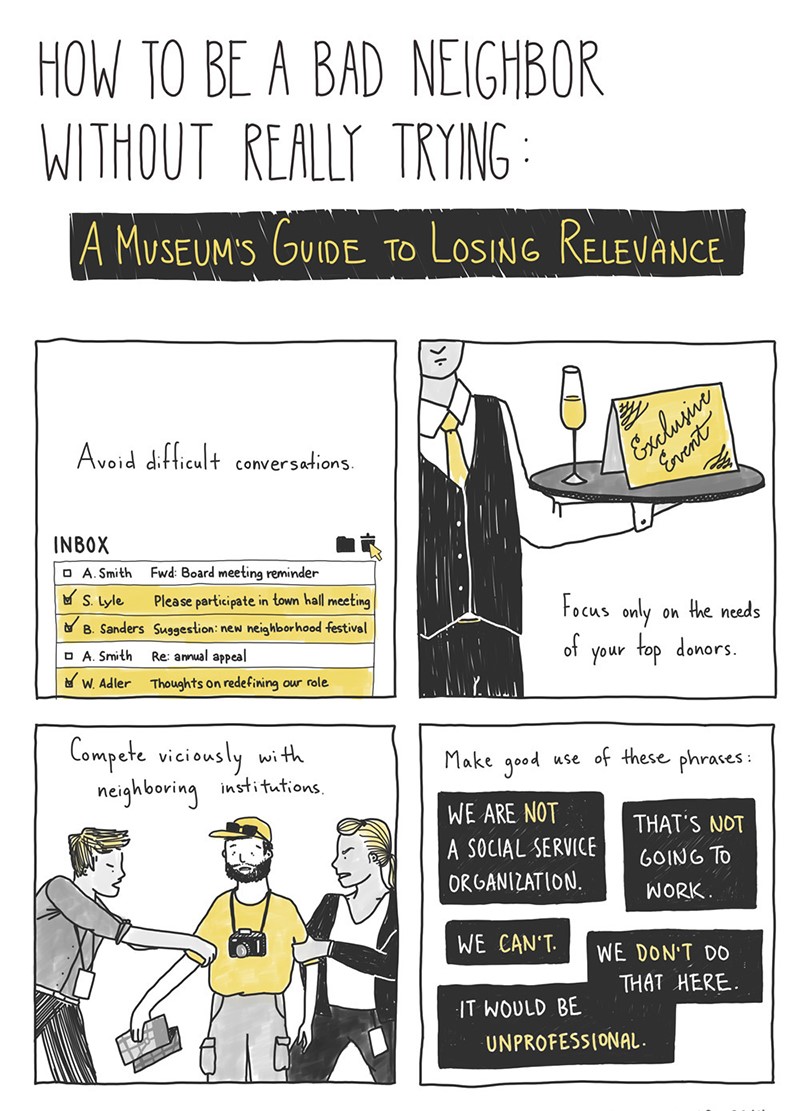 HOW TO BE A BAD NEIGHBOR
WITHOUT REALLY TRYING:
A MUSEUM'S GUIDE TO LOSING RELEVANCE
Avoid difficult conversations.
INBOX
A. Smith Fwd: Board meeting reminder
S. Lyle Please participate in town hall meeting
B. Sanders Suggestion: new neighborhood festival
A. Smith Re: annual appeal
W. Adler Thoughts on redefining our role
Exclusive
Event
Focus only on the needs
of your top donors.
Compete viciously with
neighboring institutions.
Make good use of these phrases:
WE ARE NOT
A SOCIAL SERVICE
ORGANIZATION.
THAT'S NOT
GOING TO
WORK.
WE CAN'T.
WE DON'T DO
THAT HERE.
IT WOULD BE
UNPROFESSIONAL.